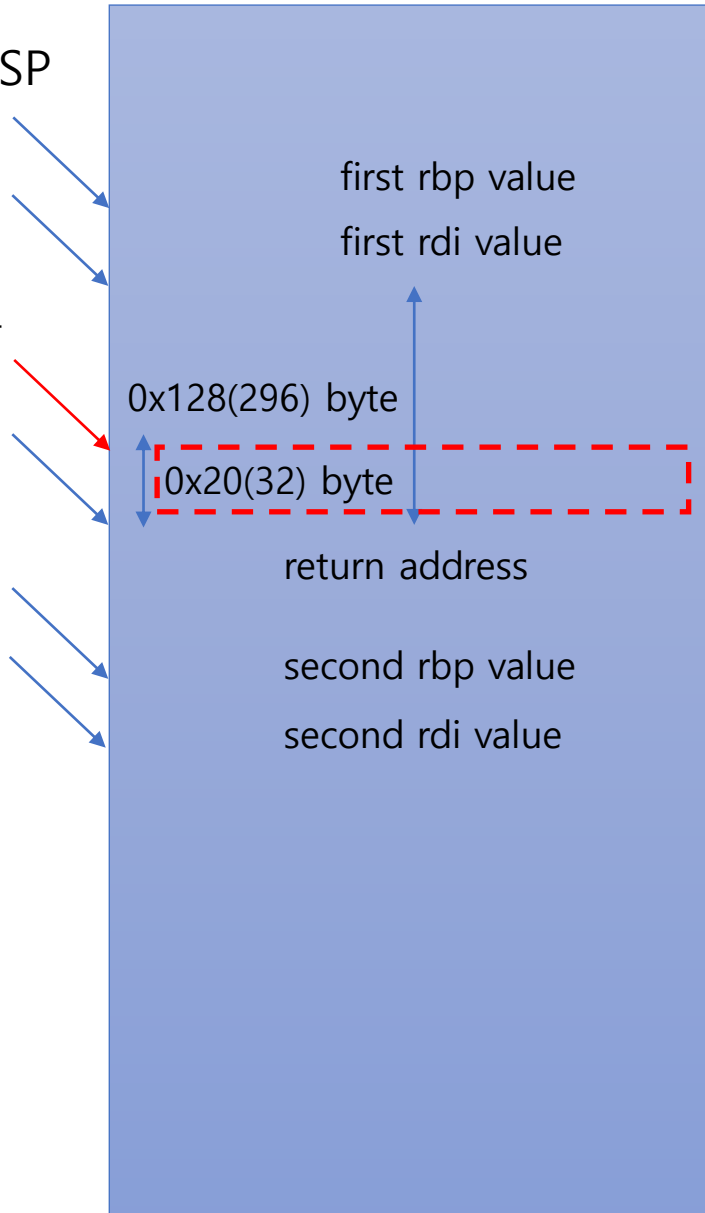 SP
first rbp value
first rdi value
0x128(296) byte
0x20(32) byte
return address
second rbp value
second rdi value